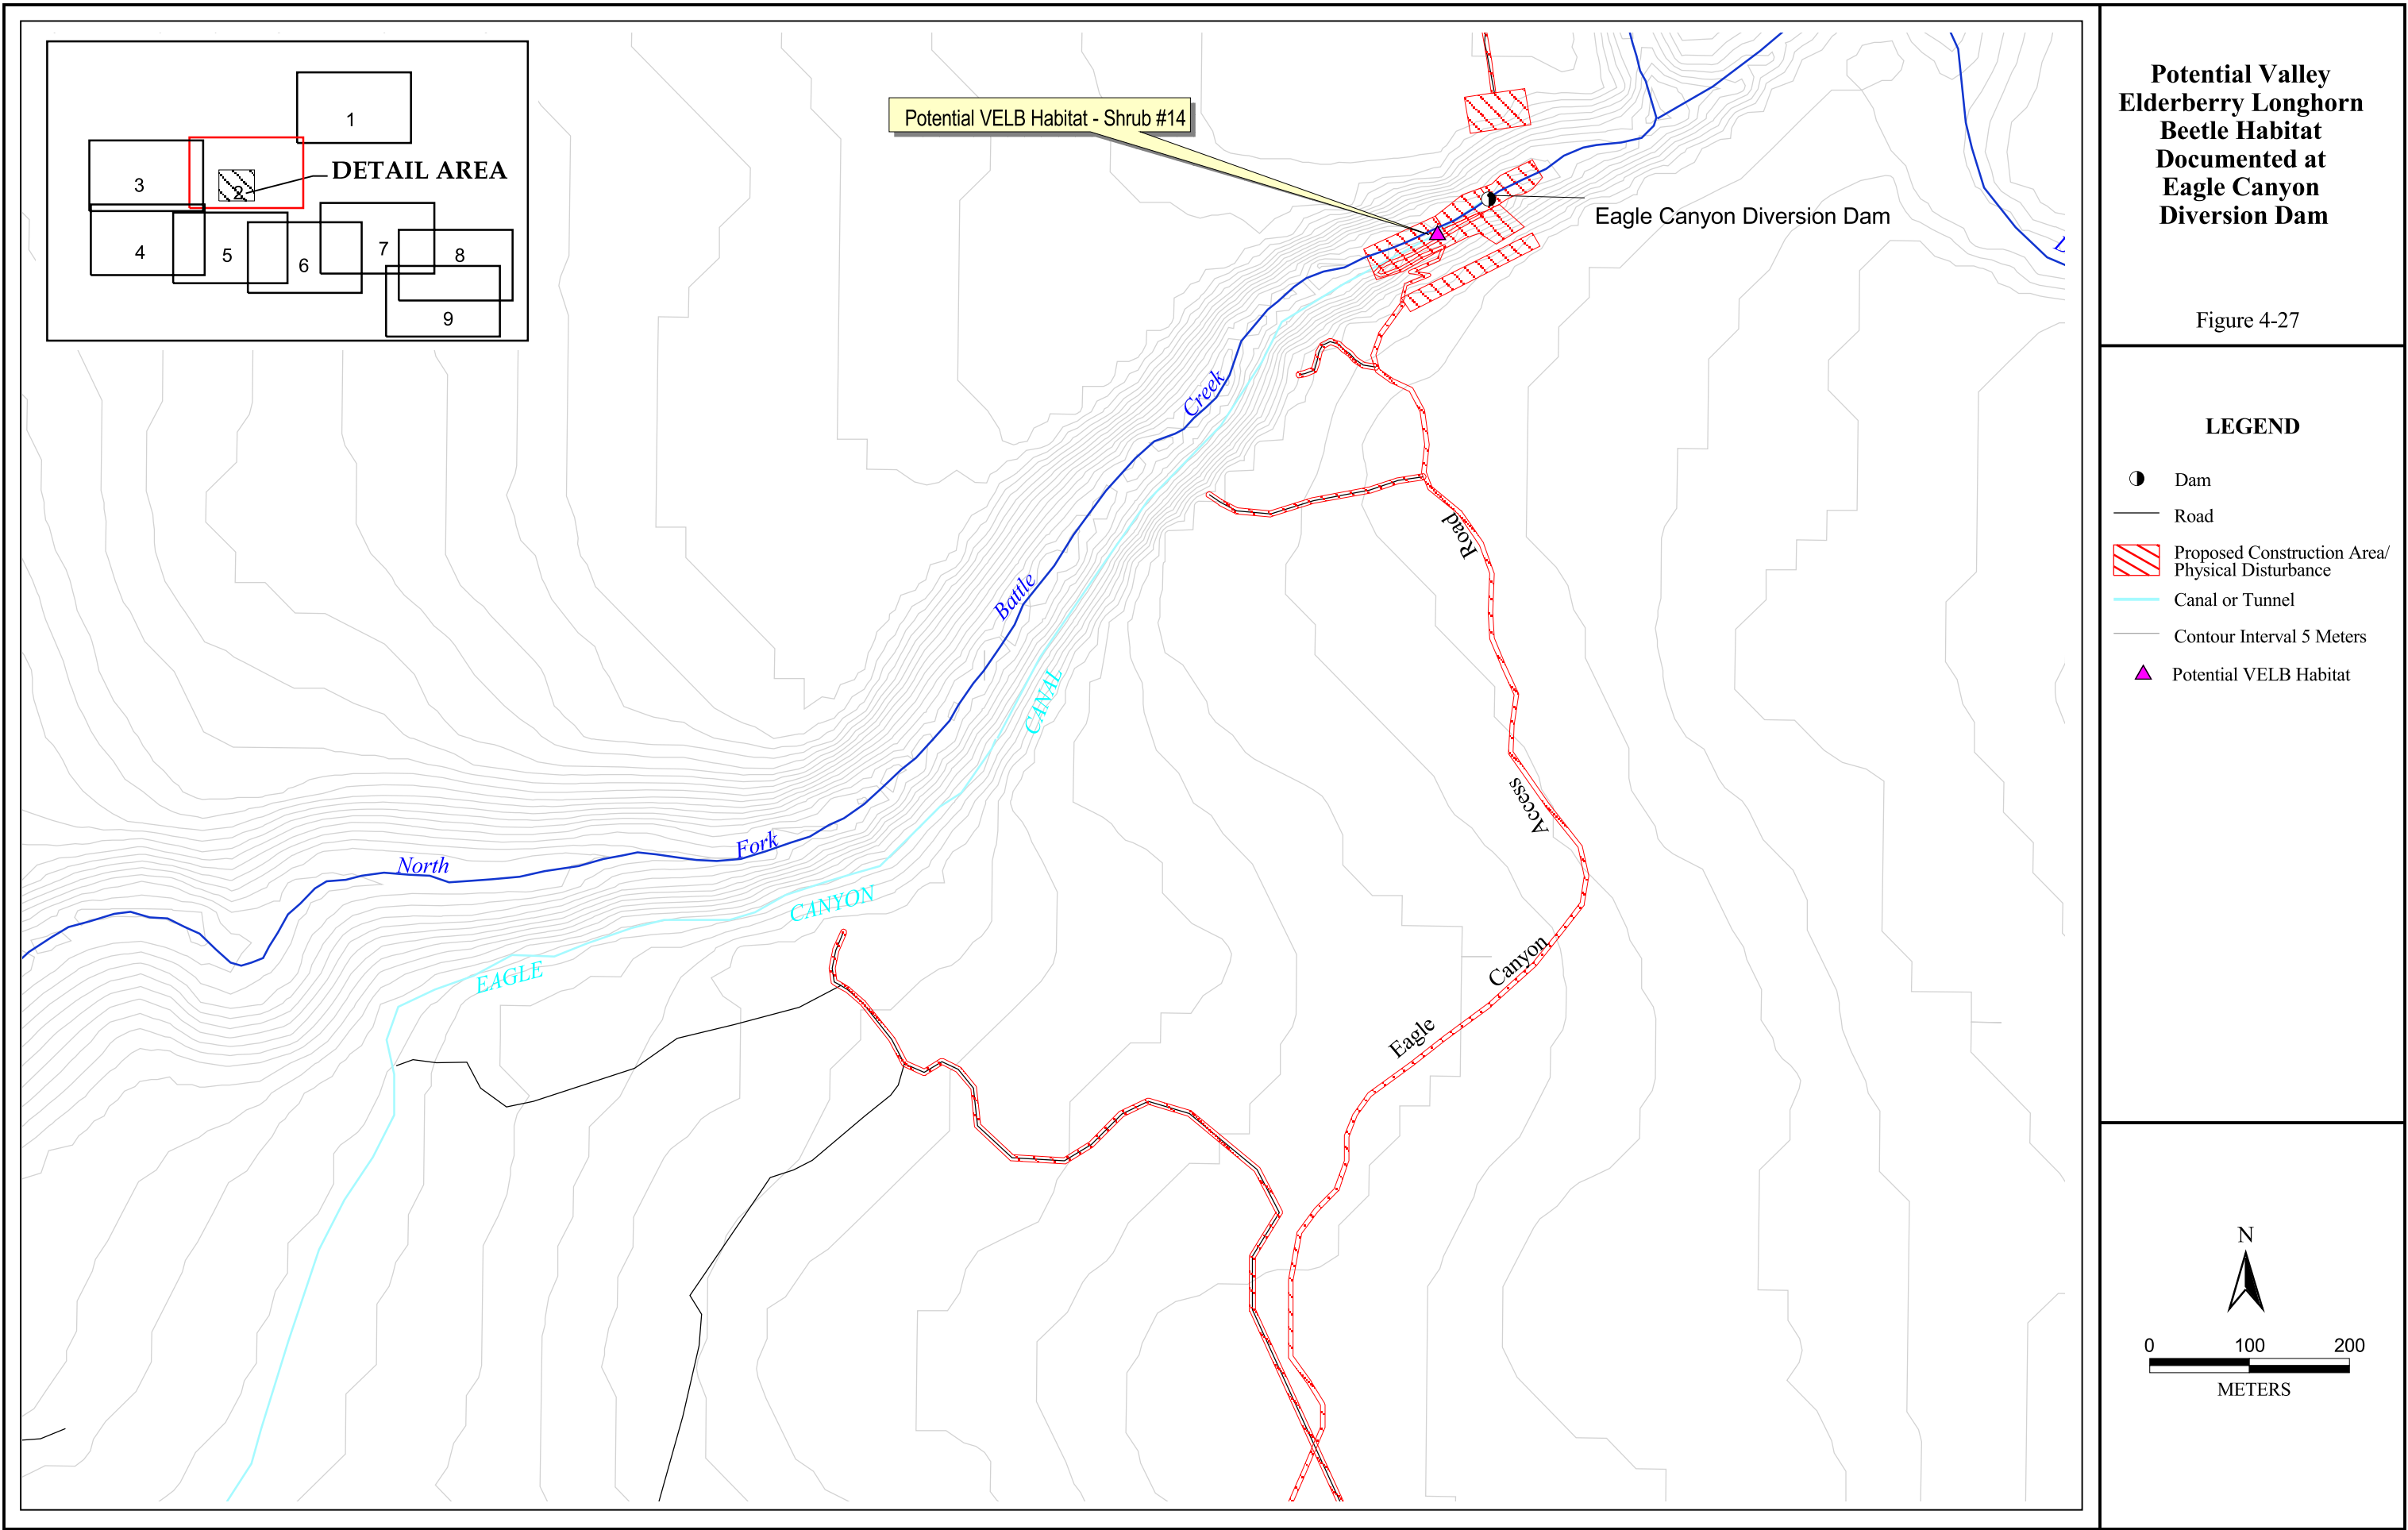 Potential Valley
Elderberry Longhorn
Beetle Habitat
Documented at
Eagle Canyon
Diversion Dam
Figure 4-27
LEGEND
Dam
Road
Proposed Construction Area/
Physical Disturbance
Canal or Tunnel
Contour Interval 5 Meters
Potential VELB Habitat
N
0 100 200
METERS
1
DETAIL AREA
2
3
4
5
6
7
8
9
Potential VELB Habitat - Shrub #14
Eagle Canyon Diversion Dam
North Fork Battle Creek
EAGLE CANYON CANAL
Eagle Canyon Access Road